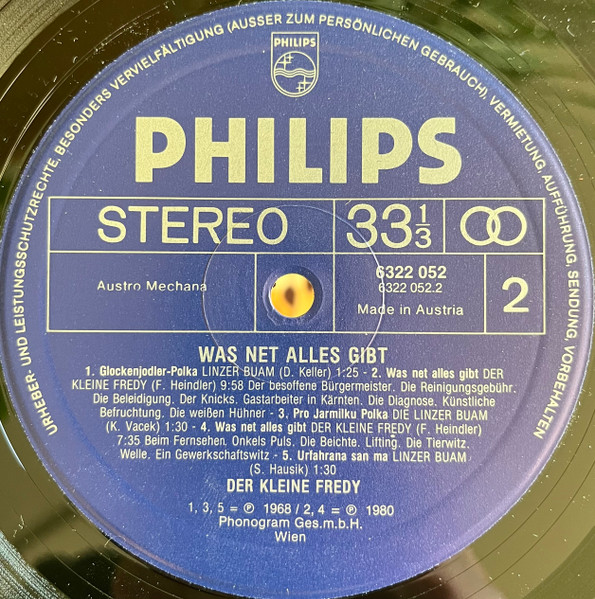 URHEBER- UND LEISTUNGSSCHUTZRECHTE, BESONDERS VERVIELFÄLTIGUNG (AUSSER ZUM PERSÖNLICHEN GEBRAUCH), VERMIETUNG, AUFFÜHRUNG, SENDUNG, VORBEHALTEN
PHILIPS
PHILIPS
STEREO 33 1/3
Austro Mechana
6322 052
6322 052.2
Made in Austria
2
WAS NET ALLES GIBT
1. Glockenjodler-Polka LINZER BUAM (D. Keller) 1:25 - 2. Was net alles gibt DER
KLEINE FREDY (F. Heindler) 9:58 Der besoffene Bürgermeister. Die Reinigungsgebühr.
Die Beleidigung. Der Knicks. Gastarbeiter in Kärnten. Die Diagnose. Künstliche
Befruchtung. Die weißen Hühner - 3. Pro Jarmilku Polka DIE LINZER BUAM
(K. Vacek) 1:30 - 4. Was net alles gibt DER KLEINE FREDY (F. Heindler)
7:35 Beim Fernsehen. Onkels Puls. Die Beichte. Lifting. Die Tierwitz.
Welle. Ein Gewerkschaftswitz - 5. Urfahrana san ma LINZER BUAM
(S. Hausik) 1:30
DER KLEINE FREDY
1, 3, 5 = ℗ 1968 / 2, 4 = ℗ 1980
Phonogram Ges.m.b.H.
Wien